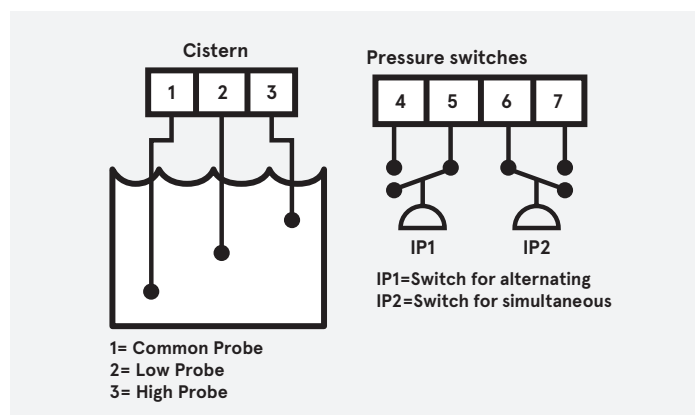 Cistern
1 2 3
1= Common Probe
2= Low Probe
3= High Probe
Pressure switches
4 5 6 7
IP1 IP2
IP1=Switch for alternating
IP2=Switch for simultaneous